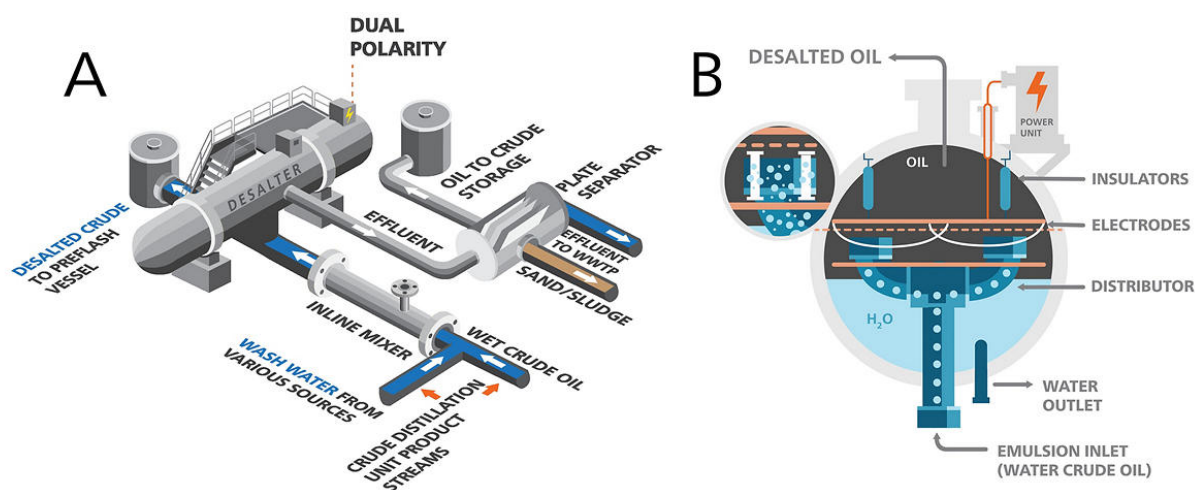 A
DUAL
POLARITY
DESALTER
OIL TO CRUDE
STORAGE
PLATE
SEPARATOR
EFFLUENT
EFFLUENT
TO WWTP
SAND/SLUDGE
DESALTED CRUDE
TO PREFLASH
VESSEL
INLINE MIXER
WET CRUDE OIL
WASH WATER FROM
VARIOUS SOURCES
CRUDE DISTILLATION
UNIT PRODUCT
STREAMS
B
DESALTED OIL
POWER
UNIT
OIL
INSULATORS
ELECTRODES
DISTRIBUTOR
H₂O
WATER
OUTLET
EMULSION INLET
(WATER CRUDE OIL)